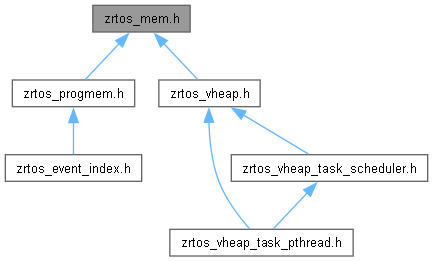 zrtos_mem.h
zrtos_progmem.h
zrtos_vheap.h
zrtos_event_index.h
zrtos_vheap_task_scheduler.h
zrtos_vheap_task_pthread.h